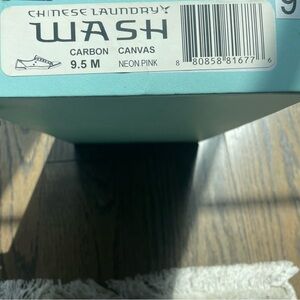 CHINESE LAUNDRY
WASH
CARBON CANVAS
9.5 M NEON PINK
8 80858 81677 6
9